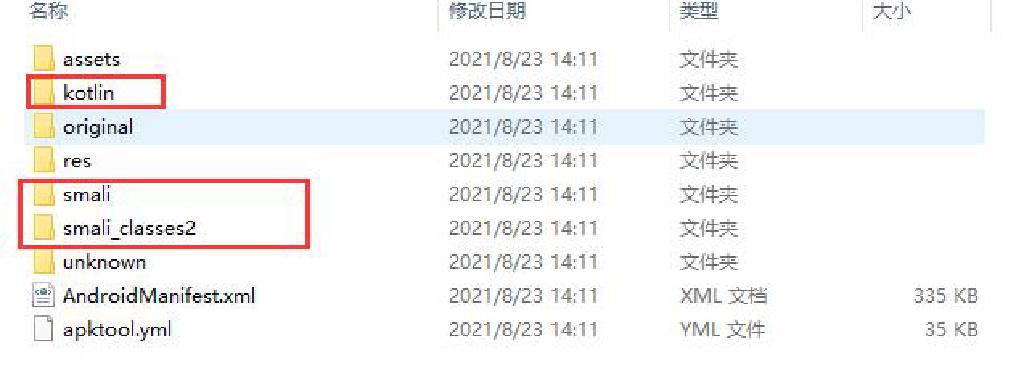 名称 修改日期 类型 大小
assets 2021/8/23 14:11 文件夹
kotlin 2021/8/23 14:11 文件夹
original 2021/8/23 14:11 文件夹
res 2021/8/23 14:11 文件夹
smali 2021/8/23 14:11 文件夹
smali_classes2 2021/8/23 14:11 文件夹
unknown 2021/8/23 14:11 文件夹
AndroidManifest.xml 2021/8/23 14:11 XML 文档 335 KB
apktool.yml 2021/8/23 14:11 YML 文件 35 KB